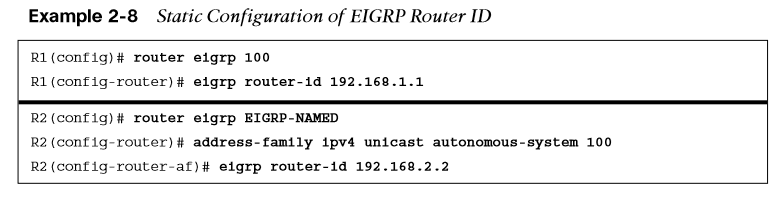 Example 2-8 Static Configuration of EIGRP Router ID
R1(config)# router eigrp 100
R1(config-router)# eigrp router-id 192.168.1.1
R2(config)# router eigrp EIGRP-NAMED
R2(config-router)# address-family ipv4 unicast autonomous-system 100
R2(config-router-af)# eigrp router-id 192.168.2.2